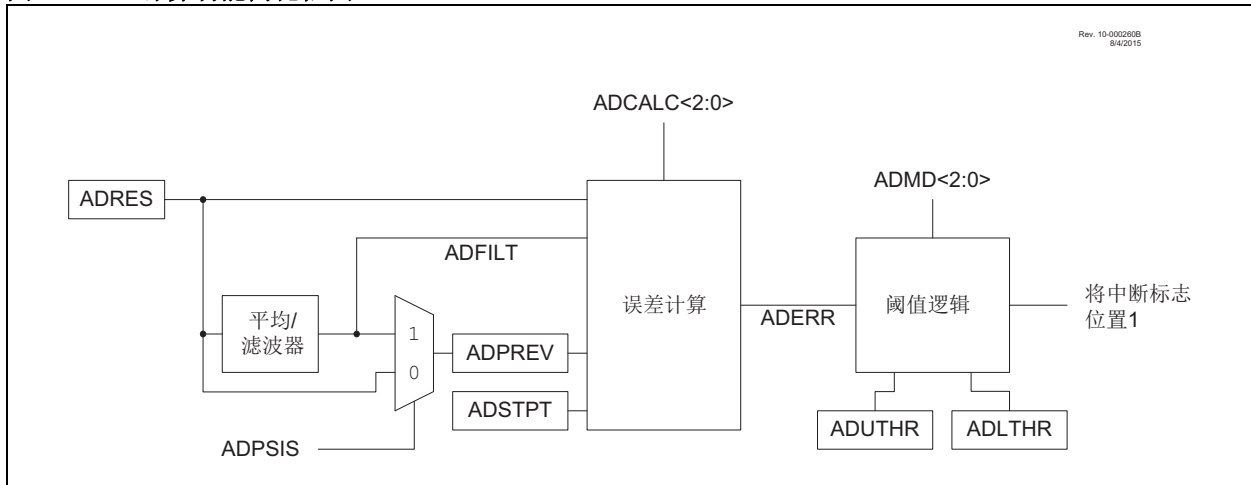 Rev. 10-000260B
8/4/2015
ADCALC<2:0>
ADMD<2:0>
ADRES
ADFILT
平均/
滤波器
1
0
ADPREV
ADSTPT
ADPSIS
误差计算
ADERR
阈值逻辑
将中断标志
位置1
ADUTHR
ADLTHR